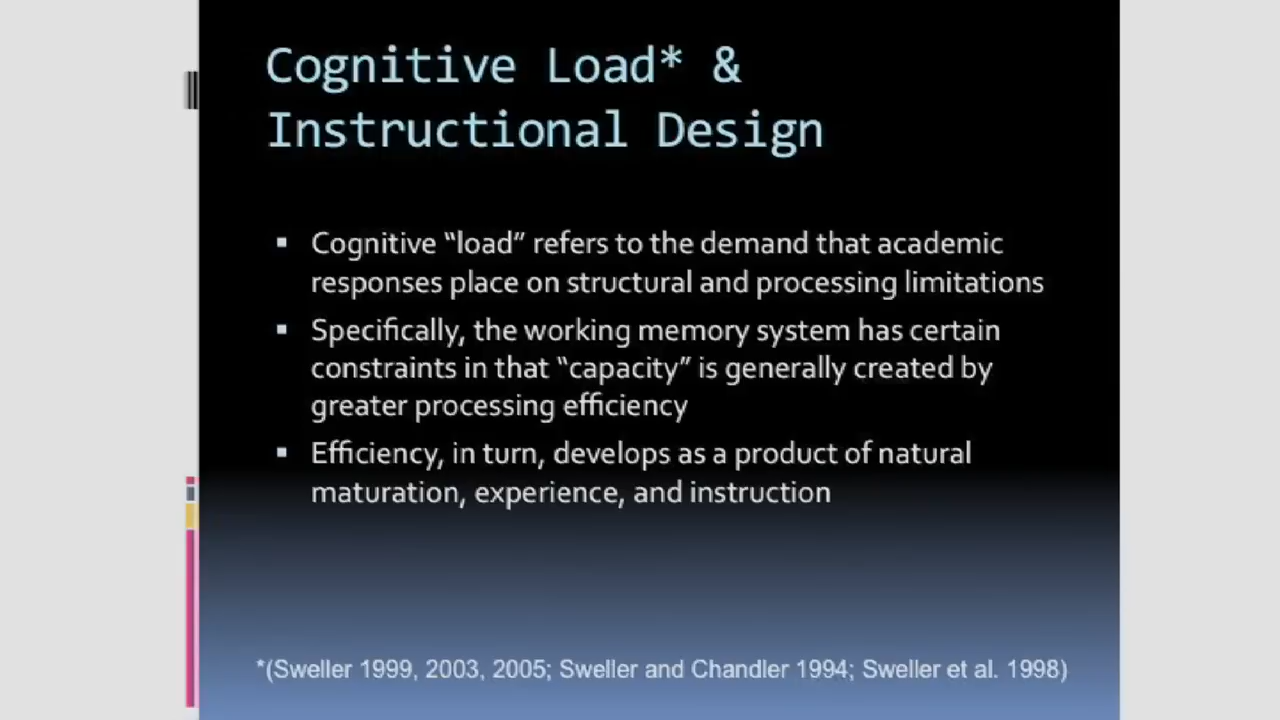 Cognitive Load* &
Instructional Design
▪ Cognitive “load” refers to the demand that academic
responses place on structural and processing limitations
▪ Specifically, the working memory system has certain
constraints in that “capacity” is generally created by
greater processing efficiency
▪ Efficiency, in turn, develops as a product of natural
maturation, experience, and instruction
*(Sweller 1999, 2003, 2005; Sweller and Chandler 1994; Sweller et al. 1998)